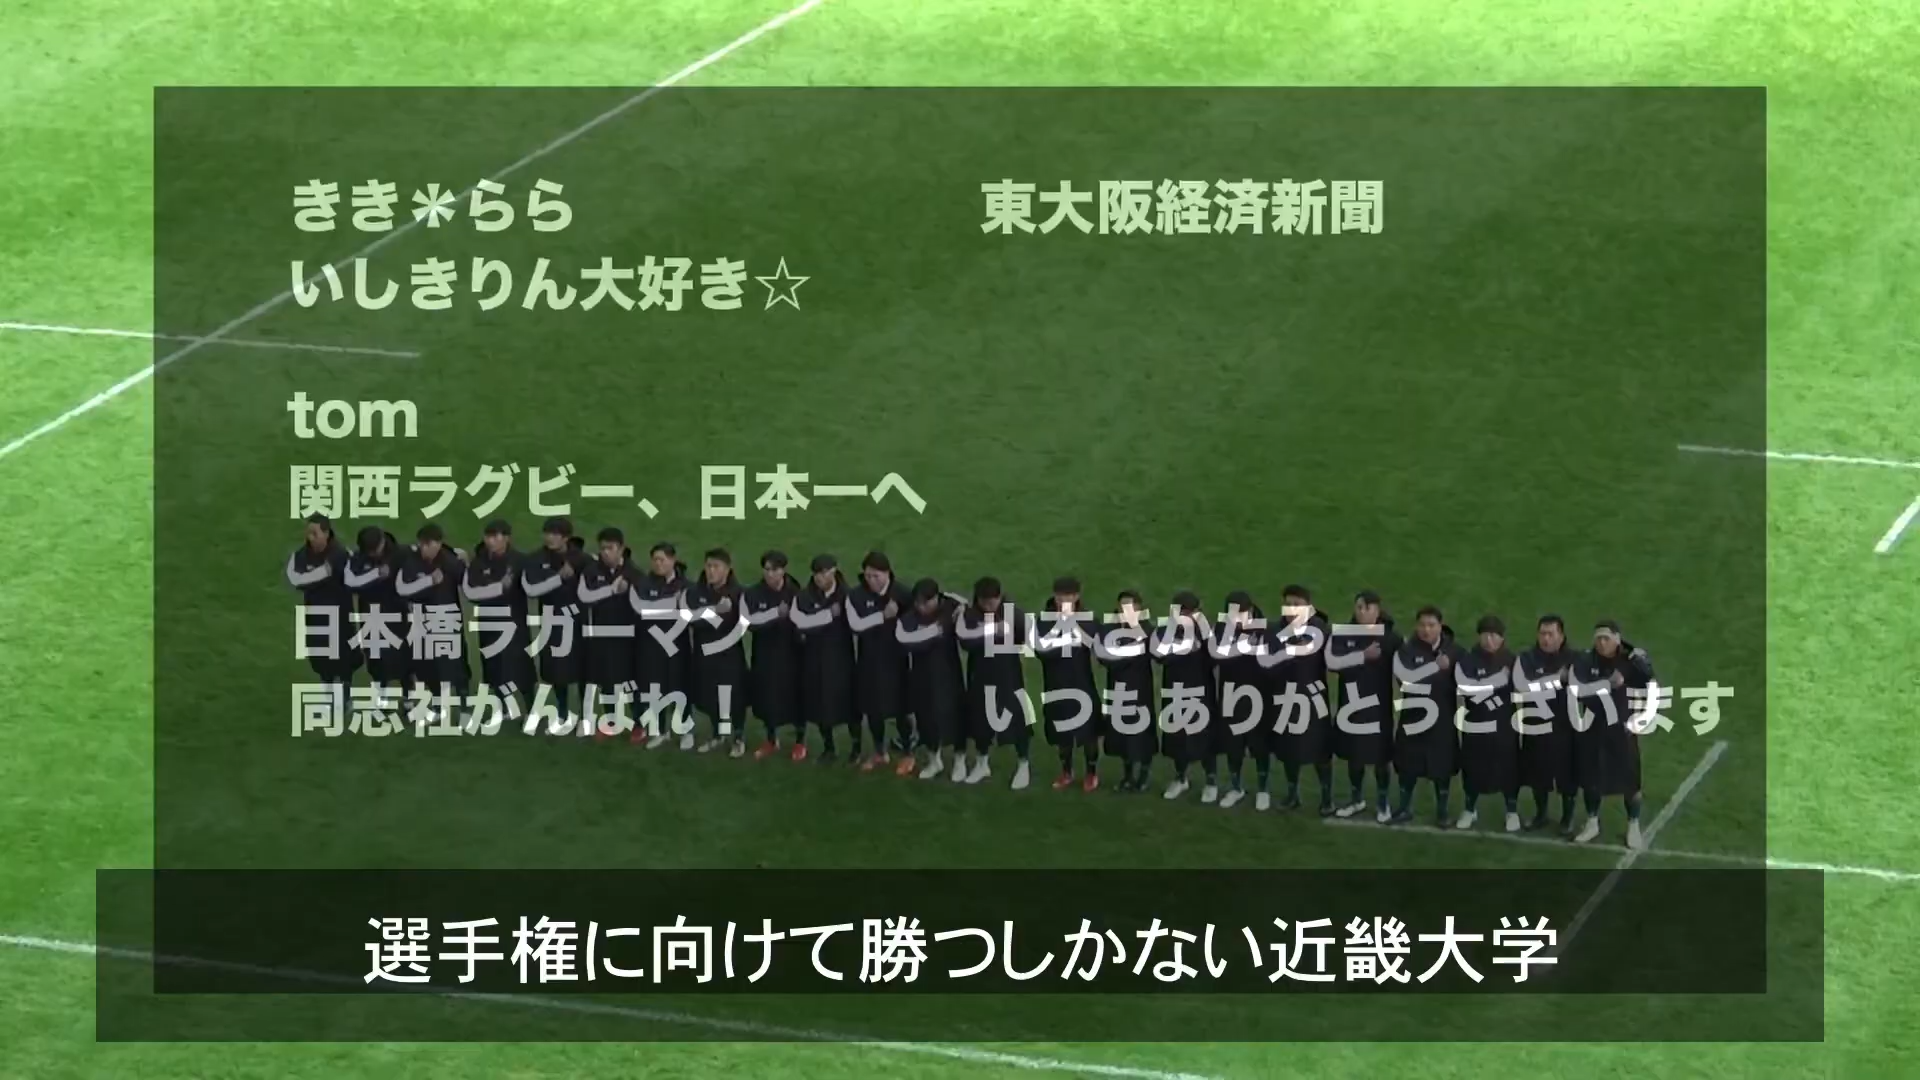 きき＊らら
いしきりん大好き☆
東大阪経済新聞
tom
関西ラグビー、日本一へ
日本橋ラガーマン
同志社がんばれ！
山本さかたろー
いつもありがとうございます
選手権に向けて勝つしかない近畿大学